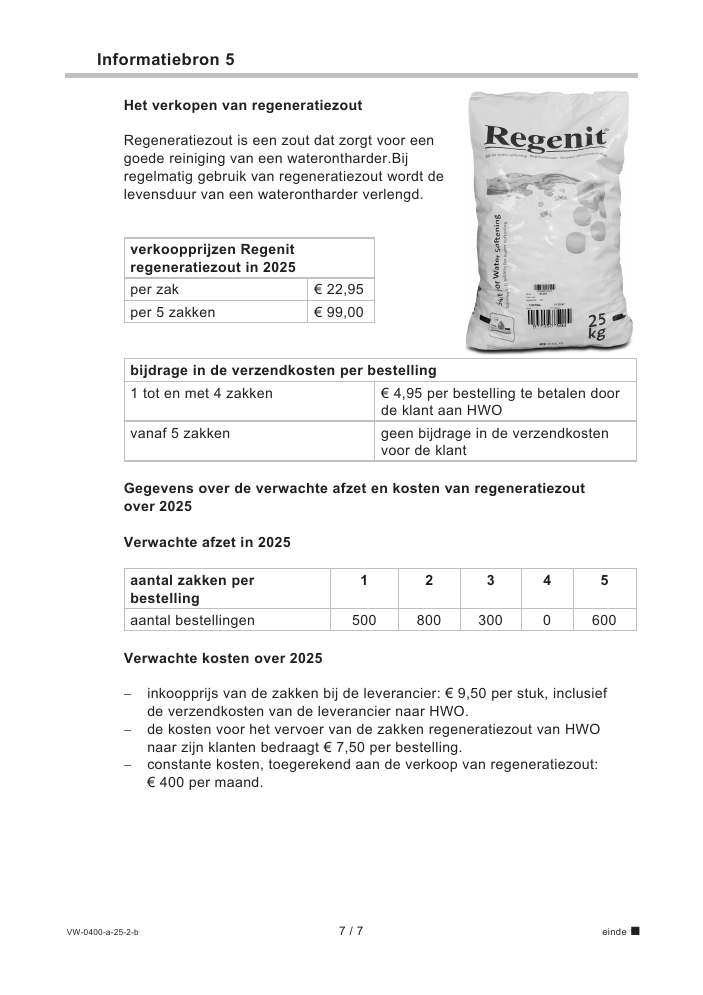 Informatiebron 5
Het verkopen van regeneratiezout
Regeneratiezout is een zout dat zorgt voor een
goede reiniging van een waterontharder.Bij
regelmatig gebruik van regeneratiezout wordt de
levensduur van een waterontharder verlengd.
Regenit
Salt for Water Softening
25
kg
verkoopprijzen Regenit
regeneratiezout in 2025
per zak € 22,95
per 5 zakken € 99,00
bijdrage in de verzendkosten per bestelling
1 tot en met 4 zakken € 4,95 per bestelling te betalen door
de klant aan HWO
vanaf 5 zakken geen bijdrage in de verzendkosten
voor de klant
Gegevens over de verwachte afzet en kosten van regeneratiezout
over 2025
Verwachte afzet in 2025
aantal zakken per 1 2 3 4 5
bestelling
aantal bestellingen 500 800 300 0 600
Verwachte kosten over 2025
– inkoopprijs van de zakken bij de leverancier: € 9,50 per stuk, inclusief
de verzendkosten van de leverancier naar HWO.
– de kosten voor het vervoer van de zakken regeneratiezout van HWO
naar zijn klanten bedraagt € 7,50 per bestelling.
– constante kosten, toegerekend aan de verkoop van regeneratiezout:
€ 400 per maand.
VW-0400-a-25-2-b 7 / 7 einde ■